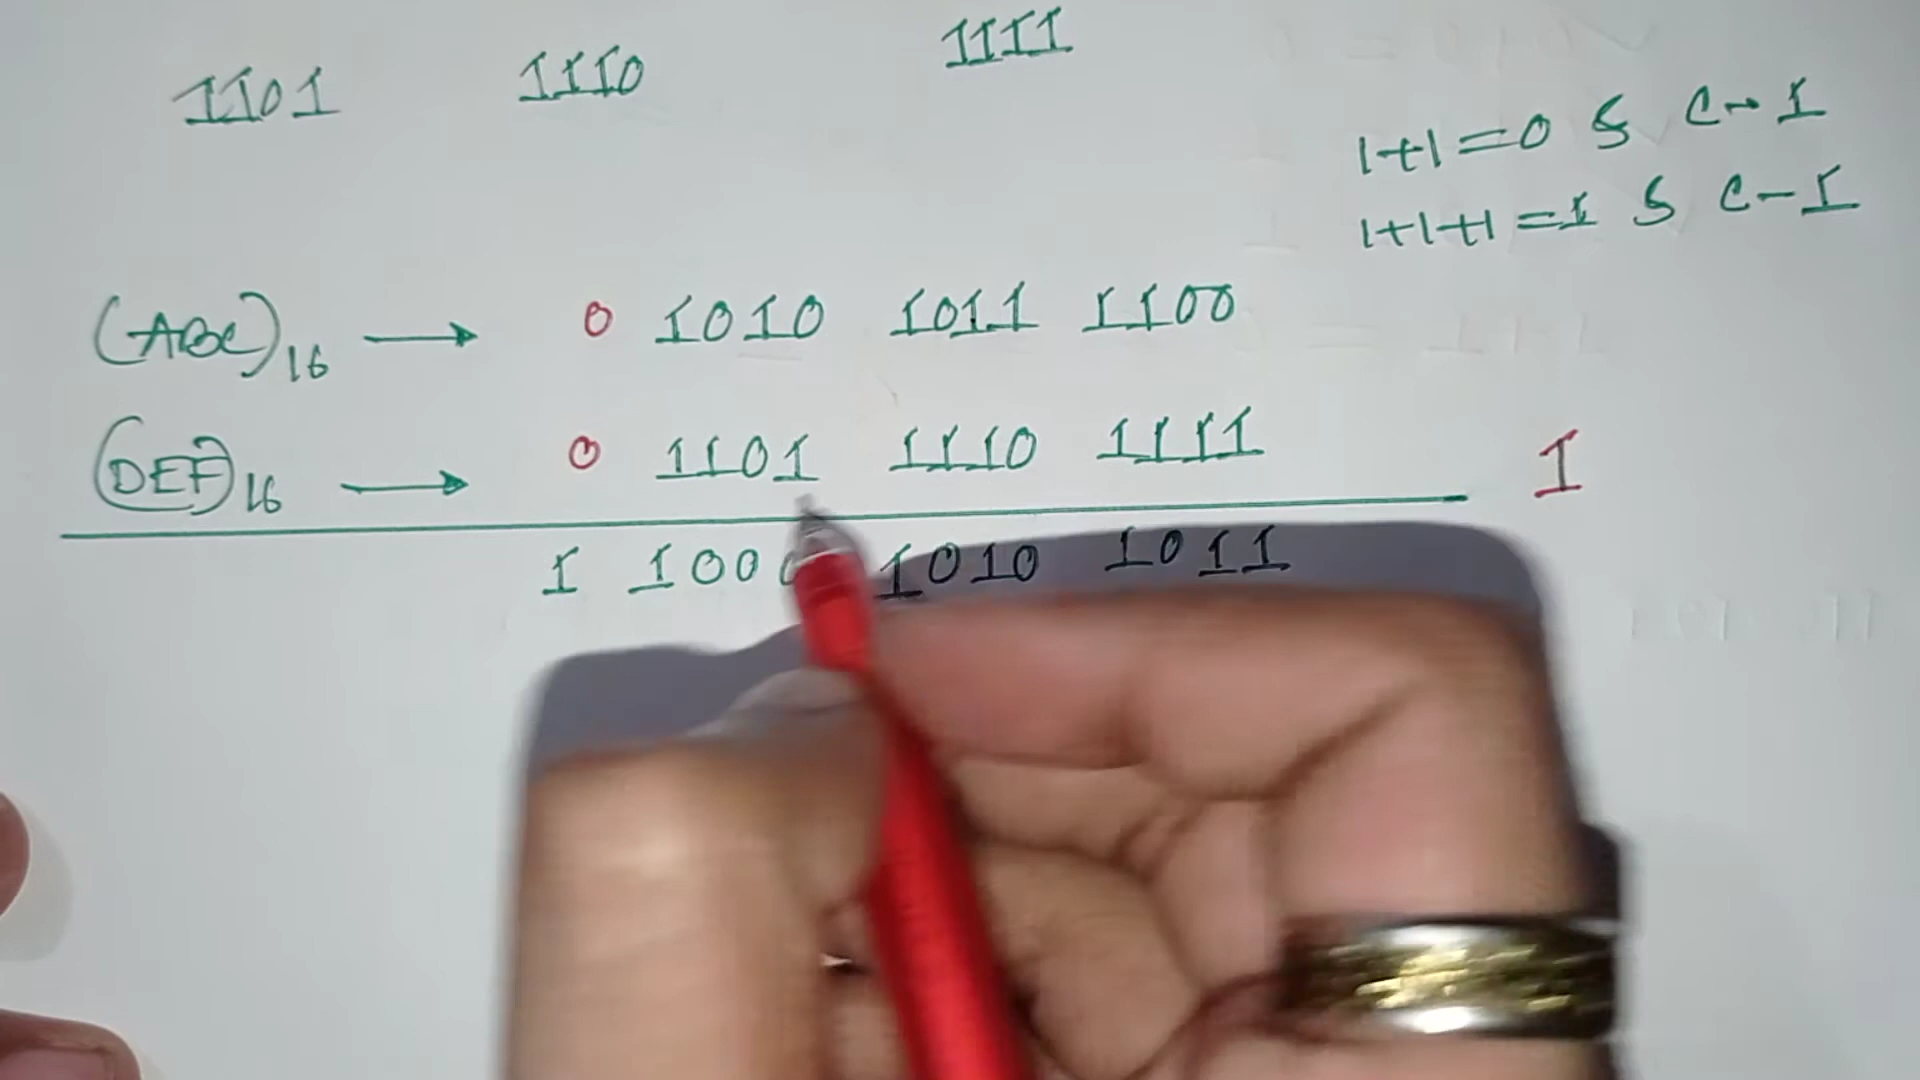 1101 1110 1111
1+1=0 & C-1
1+1+1=1 & C-1
(ABC)16 → 0 1010 1011 1100
(DEF)16 → 0 1101 1110 1111 1
1 1000 1010 1011